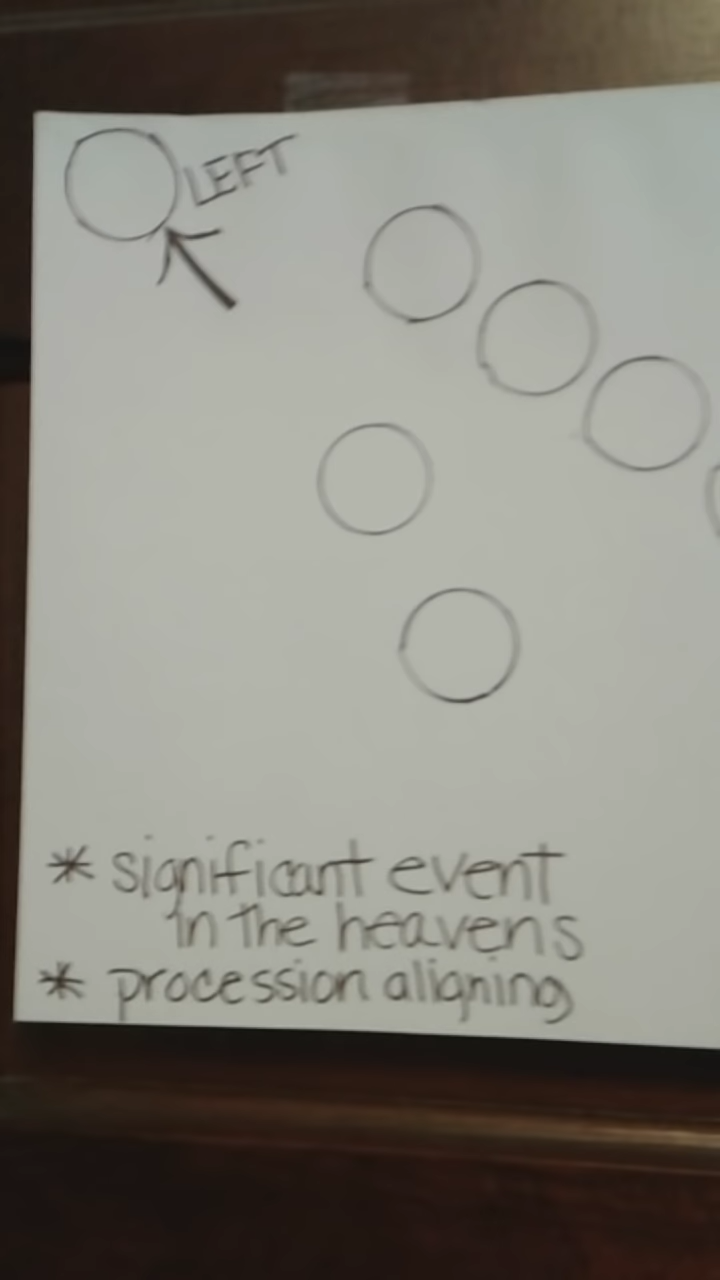 LEFT
* significant event
in the heavens
* procession aligning